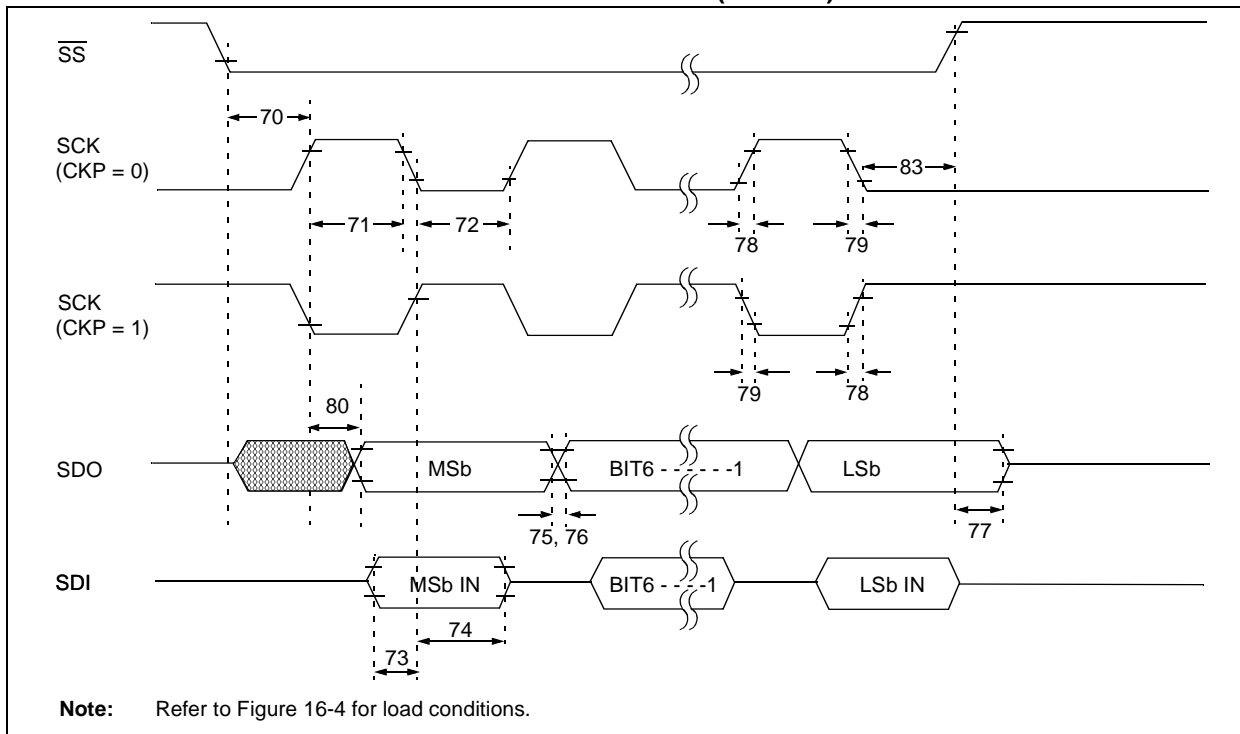 SS
70
SCK
(CKP = 0)
83
71
72
78
79
SCK
(CKP = 1)
79
78
80
SDO
MSb
BIT6 - - - - - - -1
LSb
75, 76
77
SDI
MSb IN
BIT6 - - - - -1
LSb IN
74
73
Note: Refer to Figure 16-4 for load conditions.